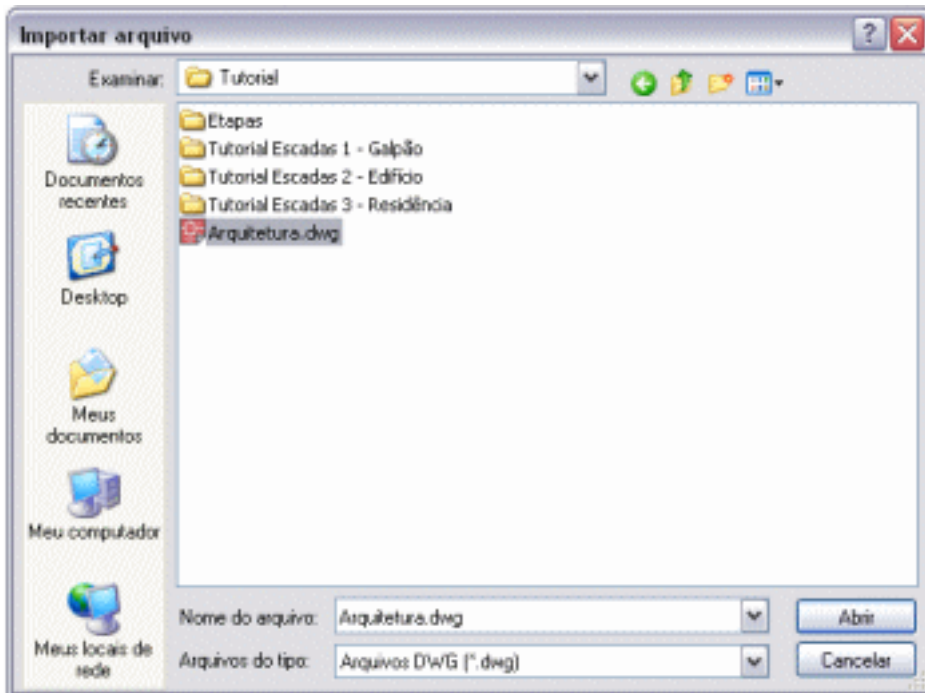 Importar arquivo
Examinar:
Tutorial
Etapas
Tutorial Escadas 1 - Galpão
Tutorial Escadas 2 - Edifício
Tutorial Escadas 3 - Residência
Arquitetura.dwg
Documentos
recentes
Desktop
Meus
documentos
Meu computador
Meus locais de
rede
Nome do arquivo:
Arquitetura.dwg
Abrir
Arquivos do tipo:
Arquivos DWG (*.dwg)
Cancelar